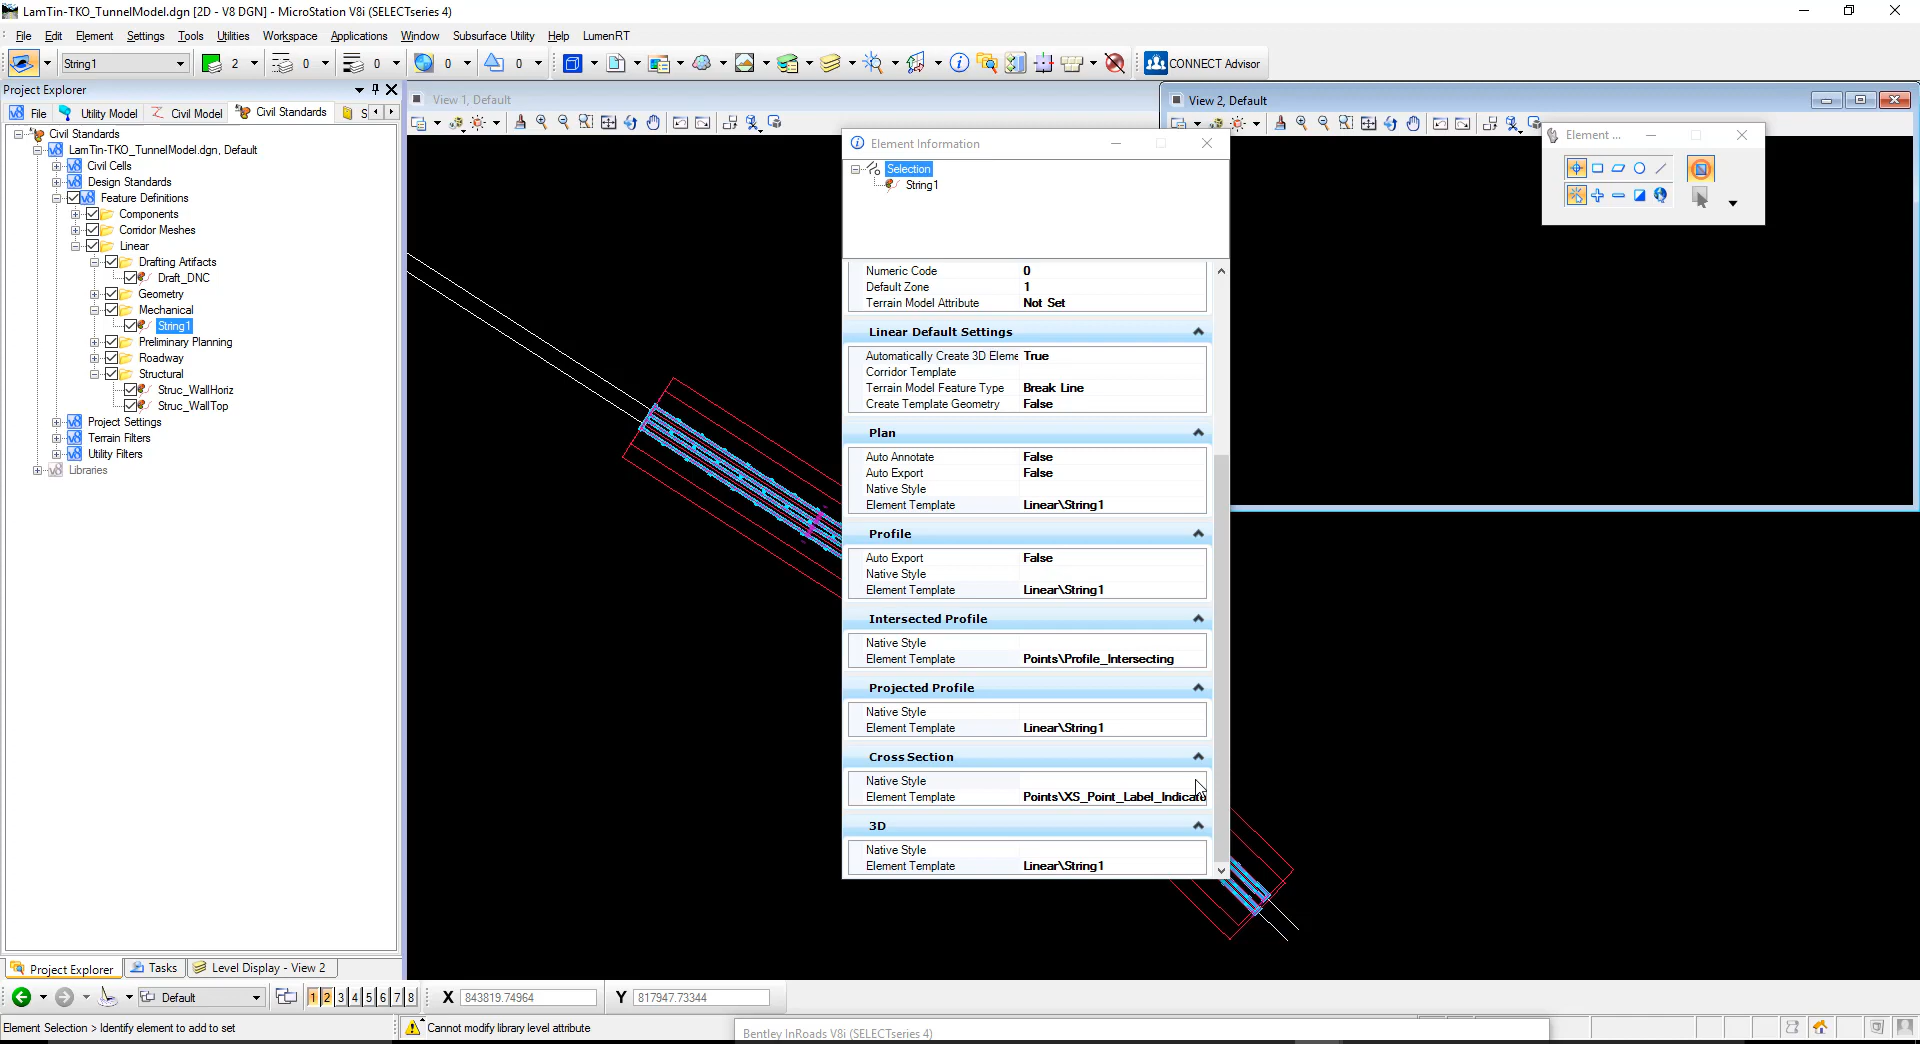 LamTin-TKO_TunnelModel.dgn [2D - V8 DGN] - MicroStation V8i (SELECTseries 4)
File Edit Element Settings Tools Utilities Workspace Applications Window Subsurface Utility Help LumenRT
String1 2 0 0 0 0 CONNECT Advisor
Project Explorer
File Utility Model Civil Model Civil Standards S
Civil Standards
LamTin-TKO_TunnelModel.dgn, Default
Civil Cells
Design Standards
Feature Definitions
Components
Corridor Meshes
Linear
Drafting Artifacts
Draft_DNC
Geometry
Mechanical
String1
Preliminary Planning
Roadway
Structural
Struc_WallHoriz
Struc_WallTop
Project Settings
Terrain Filters
Utility Filters
Libraries
View 1, Default
View 2, Default
Element ...
Element Information
Selection
String1
Numeric Code 0
Default Zone 1
Terrain Model Attribute Not Set
Linear Default Settings
Automatically Create 3D Eleme True
Corridor Template
Terrain Model Feature Type Break Line
Create Template Geometry False
Plan
Auto Annotate False
Auto Export False
Native Style
Element Template Linear\String1
Profile
Auto Export False
Native Style
Element Template Linear\String1
Intersected Profile
Native Style
Element Template Points\Profile_Intersecting
Projected Profile
Native Style
Element Template Linear\String1
Cross Section
Native Style
Element Template Points\XS_Point_Label_Indicato
3D
Native Style
Element Template Linear\String1
Project Explorer Tasks Level Display - View 2
Default 1 2 3 4 5 6 7 8 X 843819.74964 Y 817947.73344
Element Selection > Identify element to add to set
Cannot modify library level attribute
Bentley InRoads V8i (SELECTseries 4)